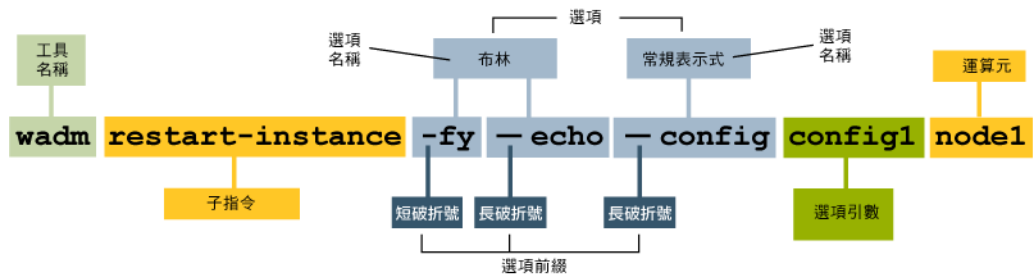 選項
工具
名稱
選項
名稱
布林
常規表示式
選項
名稱
運算元
wadm restart-instance -fy — echo — config config1 node1
子指令
短破折號
長破折號
長破折號
選項引數
選項前綴